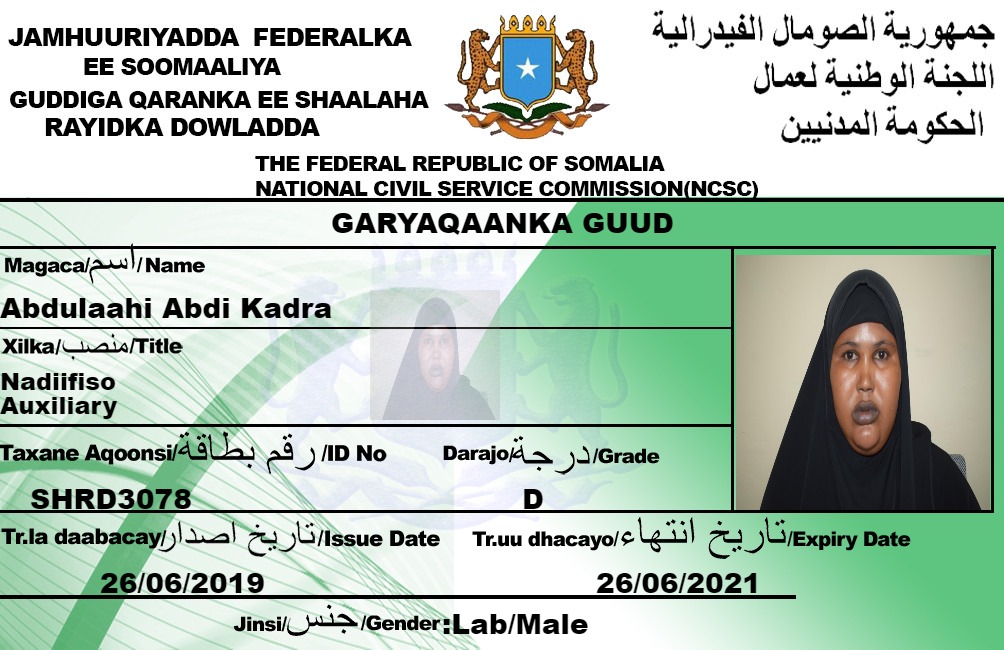 JAMHUURIYADDA FEDERALKA
EE SOOMAALIYA
GUDDIGA QARANKA EE SHAALAHA
RAYIDKA DOWLADDA
جمهورية الصومال الفيدرالية
اللجنة الوطنية لعمال
الحكومة المدنيين
THE FEDERAL REPUBLIC OF SOMALIA
NATIONAL CIVIL SERVICE COMMISSION(NCSC)
GARYAQAANKA GUUD
Magaca/اسم/Name
Abdulaahi Abdi Kadra
Xilka/منصب/Title
Nadiifiso
Auxiliary
Taxane Aqoonsi/رقم بطاقة/ID No
Darajo/درجة/Grade
SHRD3078
D
Tr.la daabacay/تاريخ اصدار/Issue Date
Tr.uu dhacayo/تاريخ انتهاء/Expiry Date
26/06/2019
26/06/2021
Jinsi/جنس/Gender:Lab/Male